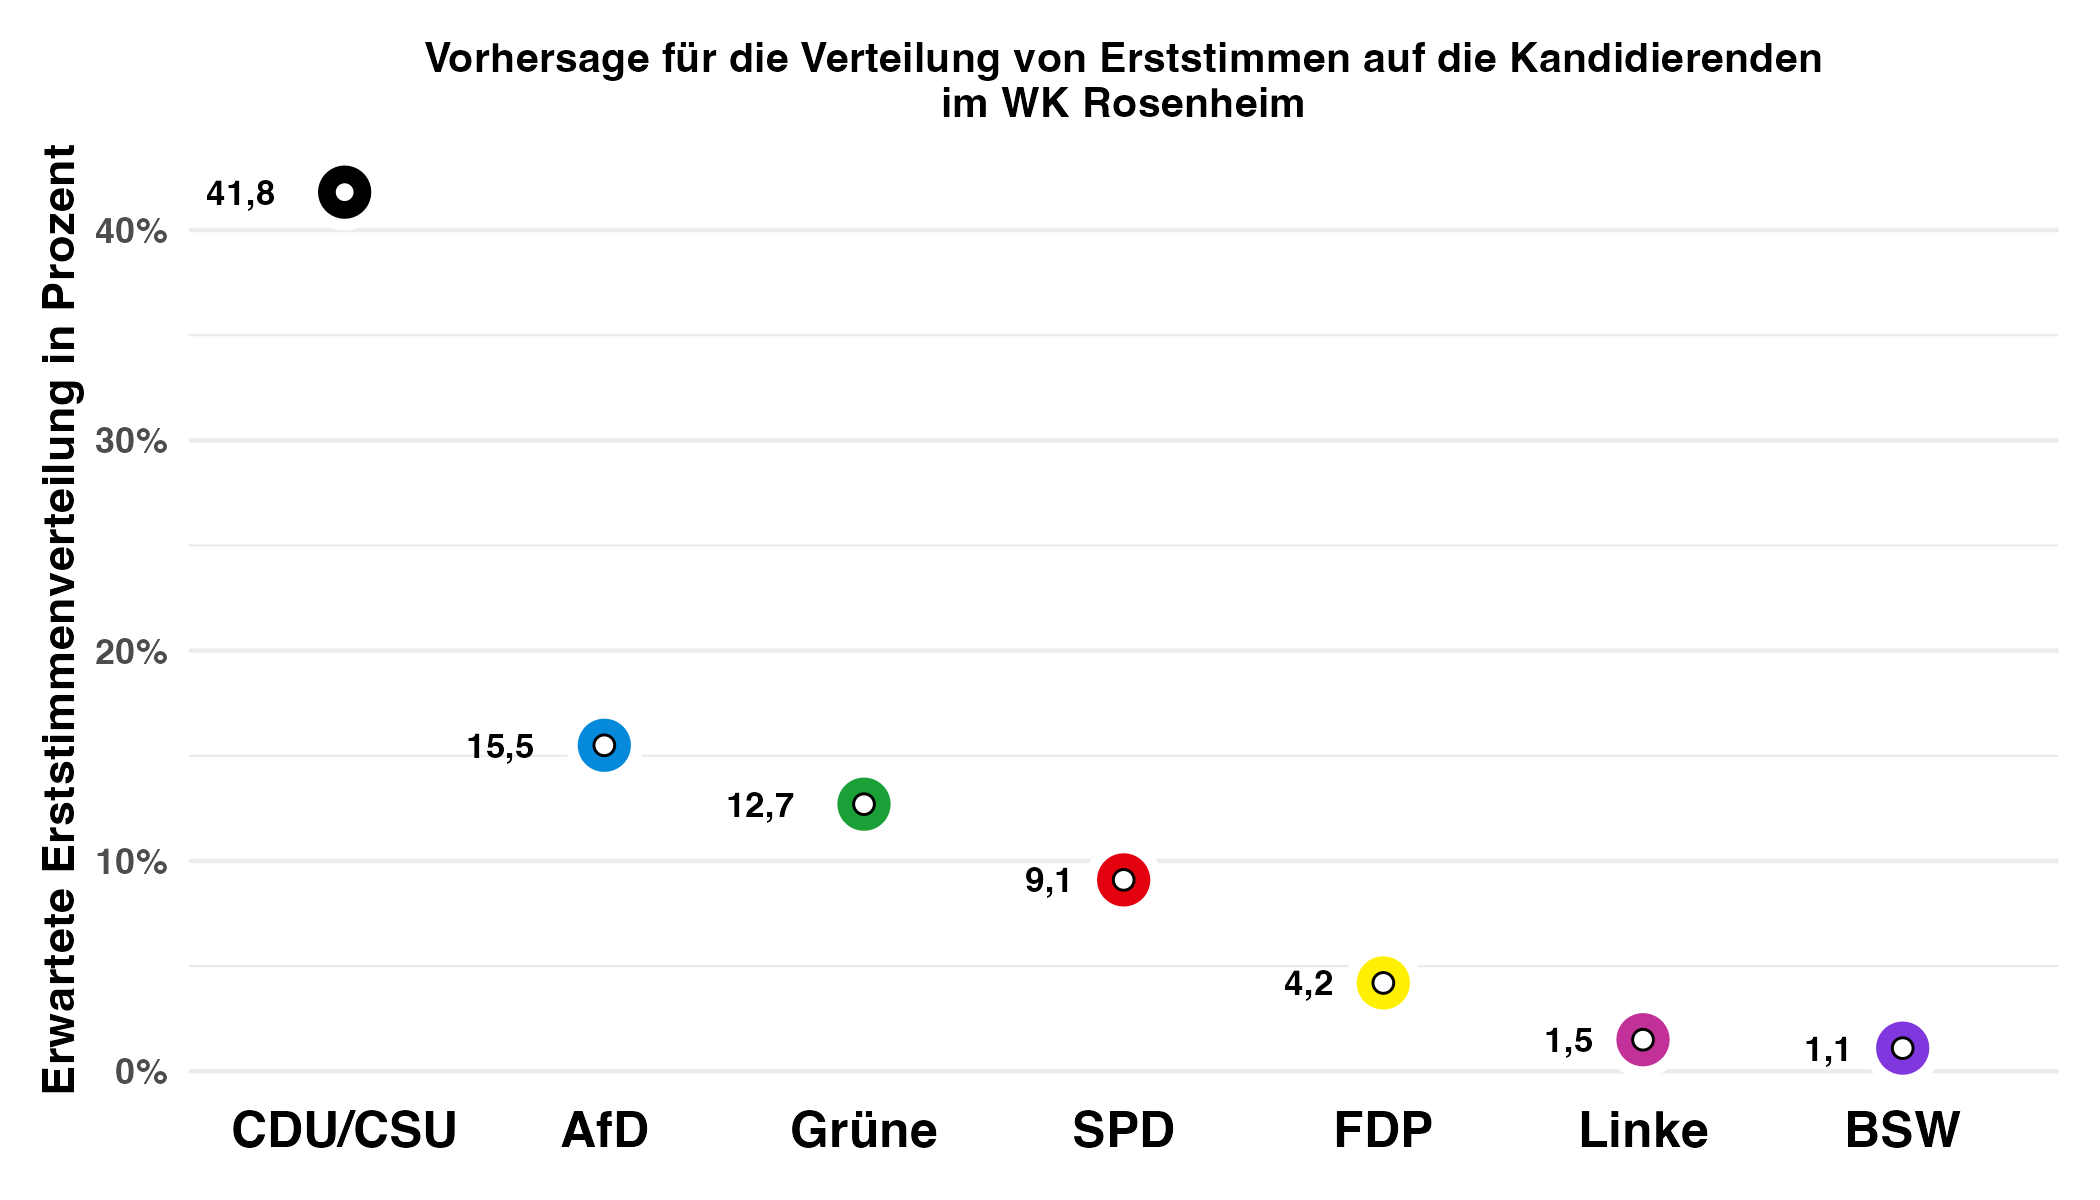 Vorhersage für die Verteilung von Erststimmen auf die Kandidierenden
im WK Rosenheim
Erwartete Erststimmenverteilung in Prozent
40%
30%
20%
10%
0%
41,8
15,5
12,7
9,1
4,2
1,5
1,1
CDU/CSU
AfD
Grüne
SPD
FDP
Linke
BSW